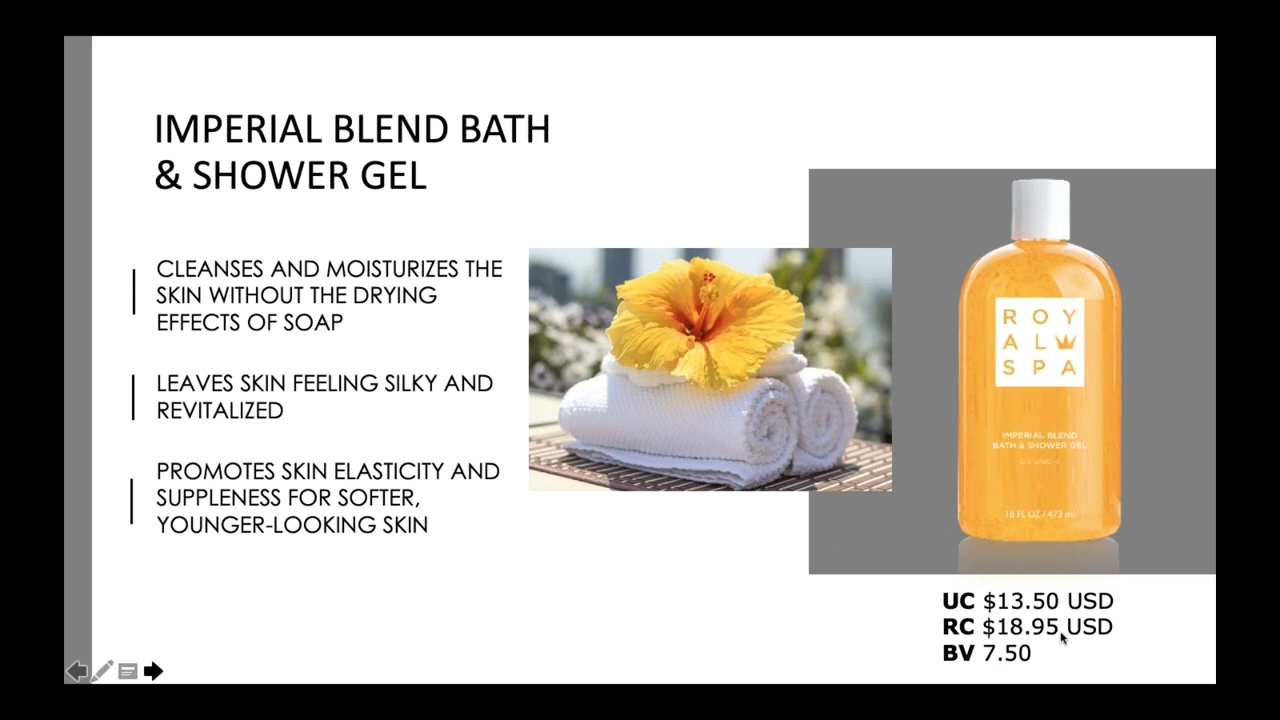 IMPERIAL BLEND BATH
& SHOWER GEL
CLEANSES AND MOISTURIZES THE
SKIN WITHOUT THE DRYING
EFFECTS OF SOAP
LEAVES SKIN FEELING SILKY AND
REVITALIZED
PROMOTES SKIN ELASTICITY AND
SUPPLENESS FOR SOFTER,
YOUNGER-LOOKING SKIN
ROY
AL
SPA
IMPERIAL BLEND
BATH & SHOWER GEL
16 FL OZ / 473 ml
UC $13.50 USD
RC $18.95 USD
BV 7.50